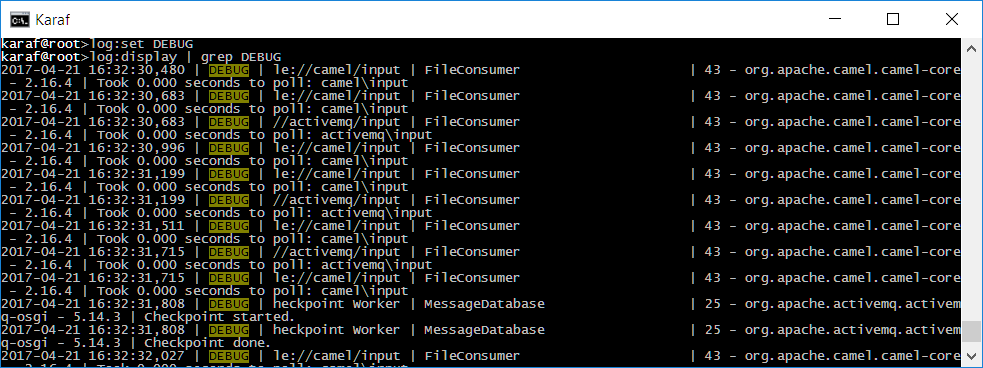 Karaf
karaf@root>log:set DEBUG
karaf@root>log:display | grep DEBUG
2017-04-21 16:32:30,480 | DEBUG | le://camel/input | FileConsumer                     | 43 - org.apache.camel.camel-core
 - 2.16.4 | Took 0.000 seconds to poll: camel\input
2017-04-21 16:32:30,683 | DEBUG | le://camel/input | FileConsumer                     | 43 - org.apache.camel.camel-core
 - 2.16.4 | Took 0.000 seconds to poll: camel\input
2017-04-21 16:32:30,683 | DEBUG | //activemq/input | FileConsumer                     | 43 - org.apache.camel.camel-core
 - 2.16.4 | Took 0.000 seconds to poll: activemq\input
2017-04-21 16:32:30,996 | DEBUG | le://camel/input | FileConsumer                     | 43 - org.apache.camel.camel-core
 - 2.16.4 | Took 0.000 seconds to poll: camel\input
2017-04-21 16:32:31,199 | DEBUG | le://camel/input | FileConsumer                     | 43 - org.apache.camel.camel-core
 - 2.16.4 | Took 0.000 seconds to poll: camel\input
2017-04-21 16:32:31,199 | DEBUG | //activemq/input | FileConsumer                     | 43 - org.apache.camel.camel-core
 - 2.16.4 | Took 0.000 seconds to poll: activemq\input
2017-04-21 16:32:31,511 | DEBUG | le://camel/input | FileConsumer                     | 43 - org.apache.camel.camel-core
 - 2.16.4 | Took 0.000 seconds to poll: camel\input
2017-04-21 16:32:31,715 | DEBUG | //activemq/input | FileConsumer                     | 43 - org.apache.camel.camel-core
 - 2.16.4 | Took 0.000 seconds to poll: activemq\input
2017-04-21 16:32:31,715 | DEBUG | le://camel/input | FileConsumer                     | 43 - org.apache.camel.camel-core
 - 2.16.4 | Took 0.000 seconds to poll: camel\input
2017-04-21 16:32:31,808 | DEBUG | heckpoint Worker | MessageDatabase                  | 25 - org.apache.activemq.activem
q-osgi - 5.14.3 | Checkpoint started.
2017-04-21 16:32:31,808 | DEBUG | heckpoint Worker | MessageDatabase                  | 25 - org.apache.activemq.activem
q-osgi - 5.14.3 | Checkpoint done.
2017-04-21 16:32:32,027 | DEBUG | le://camel/input | FileConsumer                     | 43 - org.apache.camel.camel-core
 - 2.16.4 | Took 0.000 seconds to poll: camel\input